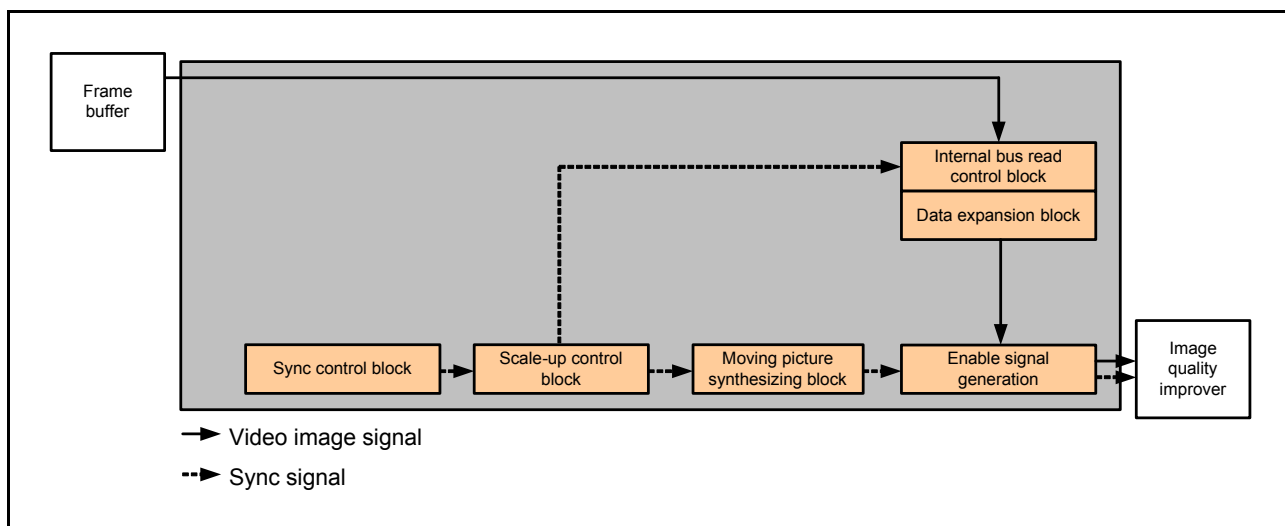 Frame
buffer
Internal bus read
control block
Data expansion block
Sync control block
Scale-up control
block
Moving picture
synthesizing block
Enable signal
generation
Image
quality
improver
Video image signal
Sync signal